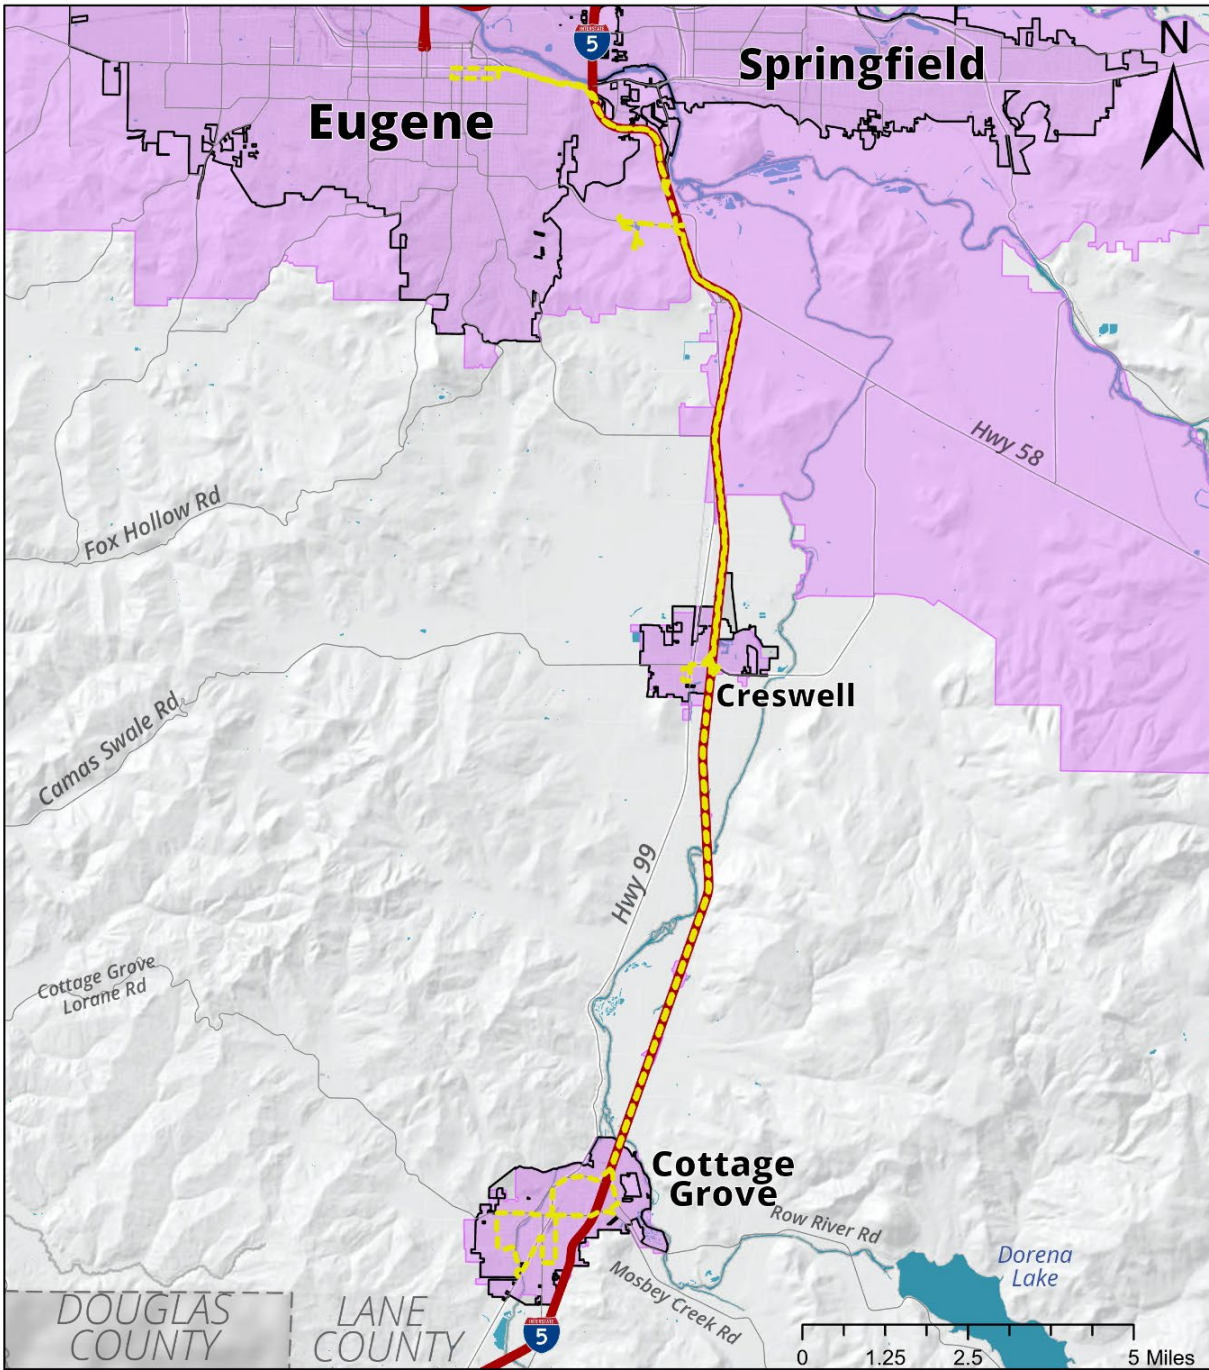 INTERSTATE
5
Springfield
N
Eugene
Hwy 58
Fox Hollow Rd
Creswell
Camas Swale Rd
Hwy 99
Cottage Grove
Lorane Rd
Cottage
Grove
Row River Rd
Dorena
Lake
Mosbey Creek Rd
DOUGLAS
COUNTY
LANE
COUNTY
INTERSTATE
5
0 1.25 2.5 5 Miles